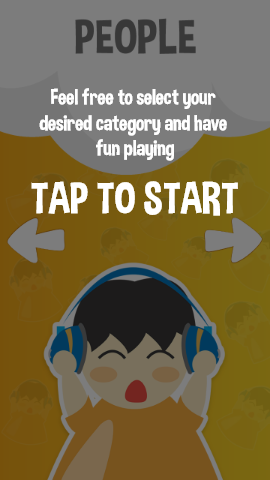 PEOPLE
Feel free to select your
desired category and have
fun playing
TAP TO START